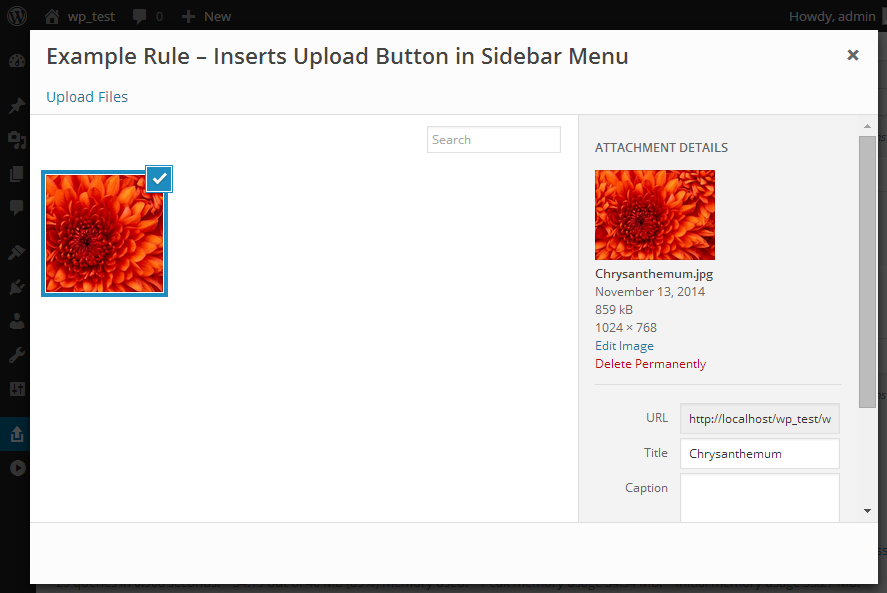 wp_test 0 New Howdy, admin
Example Rule – Inserts Upload Button in Sidebar Menu
Upload Files
Search
ATTACHMENT DETAILS
Chrysanthemum.jpg
November 13, 2014
859 kB
1024 × 768
Edit Image
Delete Permanently
URL http://localhost/wp_test/w
Title Chrysanthemum
Caption